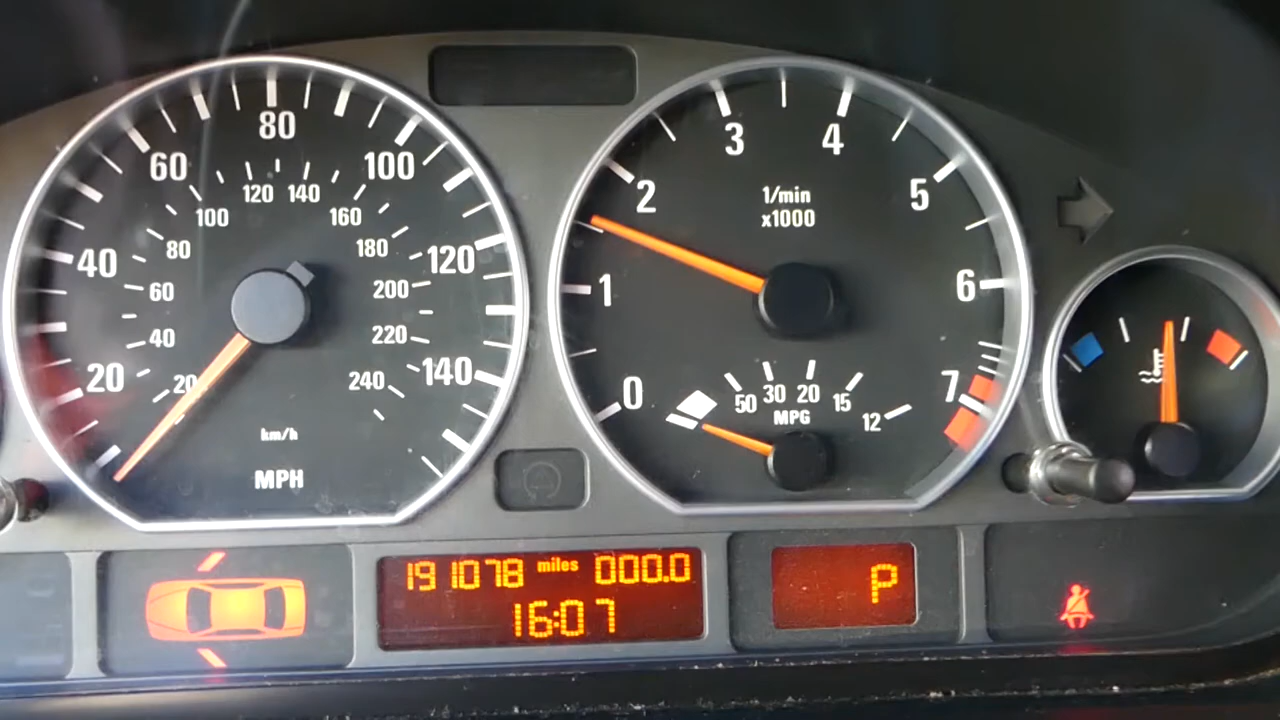 20 40 60 80 100 120 140
20 40 60 80 100 120 140 160 180 200 220 240
km/h
MPH
0 1 2 3 4 5 6 7
1/min
x1000
50 30 20 15 12
MPG
191078 miles 000.0
16:07
P